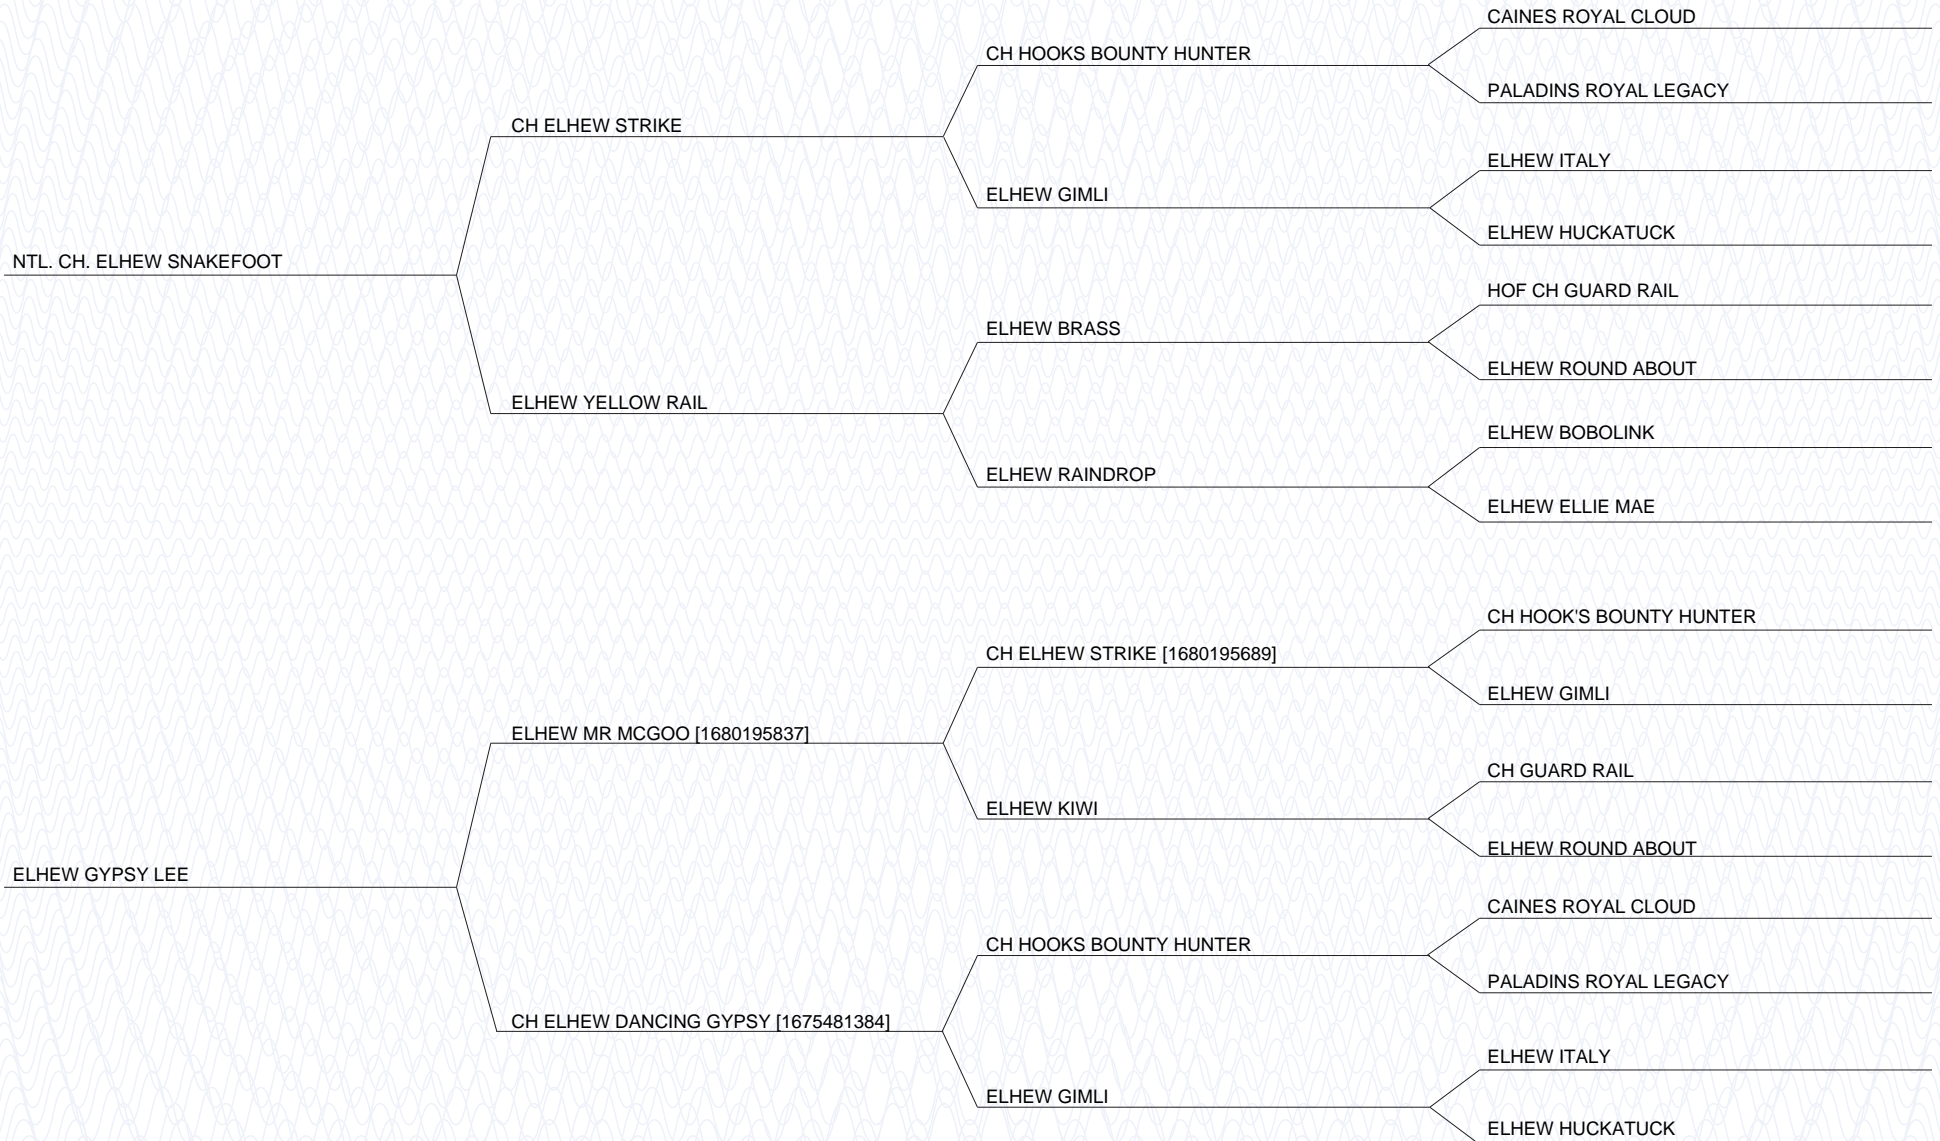 CAINES ROYAL CLOUD
CH HOOKS BOUNTY HUNTER
PALADINS ROYAL LEGACY
CH ELHEW STRIKE
ELHEW ITALY
ELHEW GIMLI
ELHEW HUCKATUCK
NTL. CH. ELHEW SNAKEFOOT
HOF CH GUARD RAIL
ELHEW BRASS
ELHEW ROUND ABOUT
ELHEW YELLOW RAIL
ELHEW BOBOLINK
ELHEW RAINDROP
ELHEW ELLIE MAE
CH HOOK'S BOUNTY HUNTER
CH ELHEW STRIKE [1680195689]
ELHEW GIMLI
ELHEW MR MCGOO [1680195837]
CH GUARD RAIL
ELHEW KIWI
ELHEW ROUND ABOUT
ELHEW GYPSY LEE
CAINES ROYAL CLOUD
CH HOOKS BOUNTY HUNTER
PALADINS ROYAL LEGACY
CH ELHEW DANCING GYPSY [1675481384]
ELHEW ITALY
ELHEW GIMLI
ELHEW HUCKATUCK